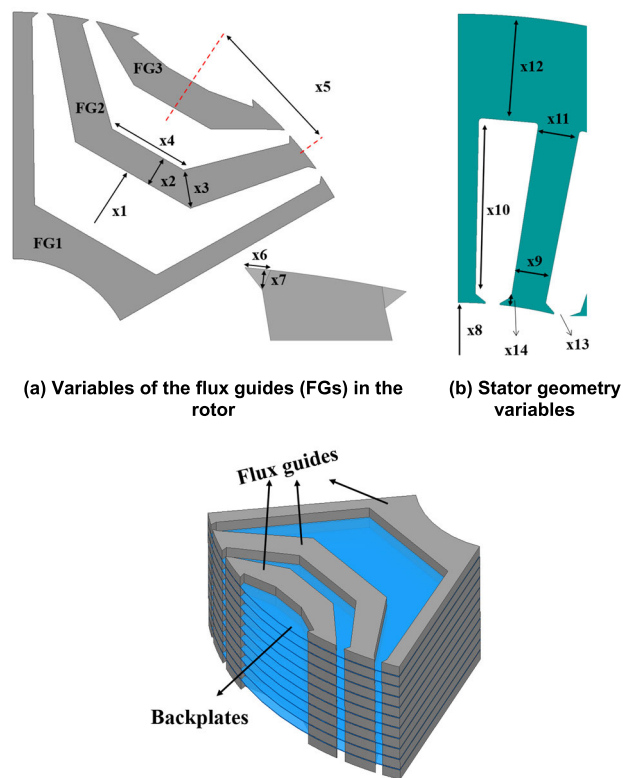 FG3
FG2
FG1
x5
x4
x2
x3
x1
x6
x7
x12
x11
x10
x9
x8
x14
x13
(a) Variables of the flux guides (FGs) in the
rotor
(b) Stator geometry
variables
Flux guides
Backplates